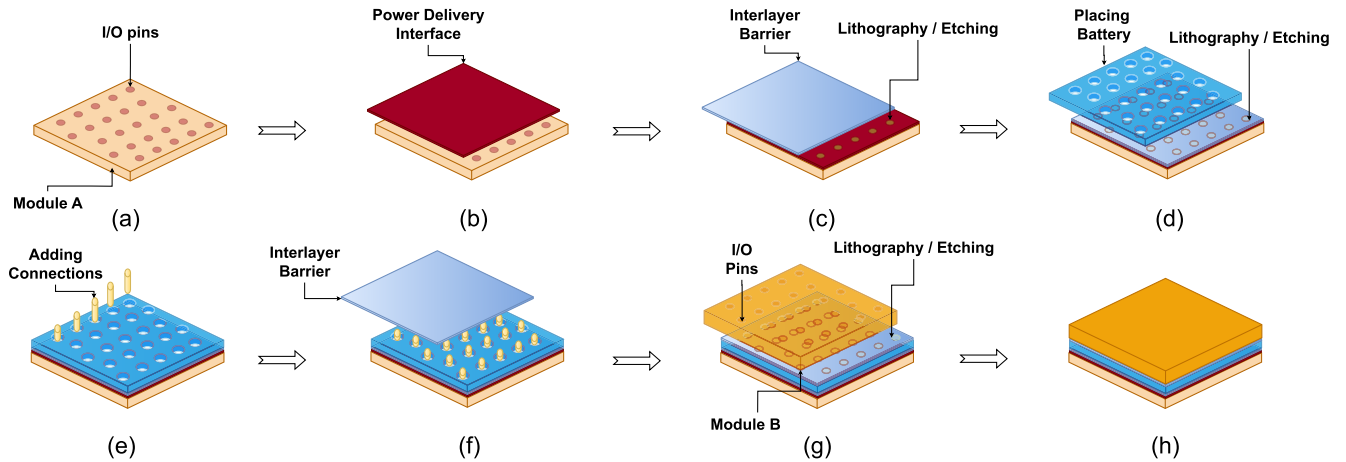 I/O pins
Module A
(a)
Power Delivery
Interface
(b)
Interlayer
Barrier
Lithography / Etching
(c)
Placing
Battery
Lithography / Etching
(d)
Adding
Connections
(e)
Interlayer
Barrier
(f)
I/O
Pins
Lithography / Etching
Module B
(g)
(h)